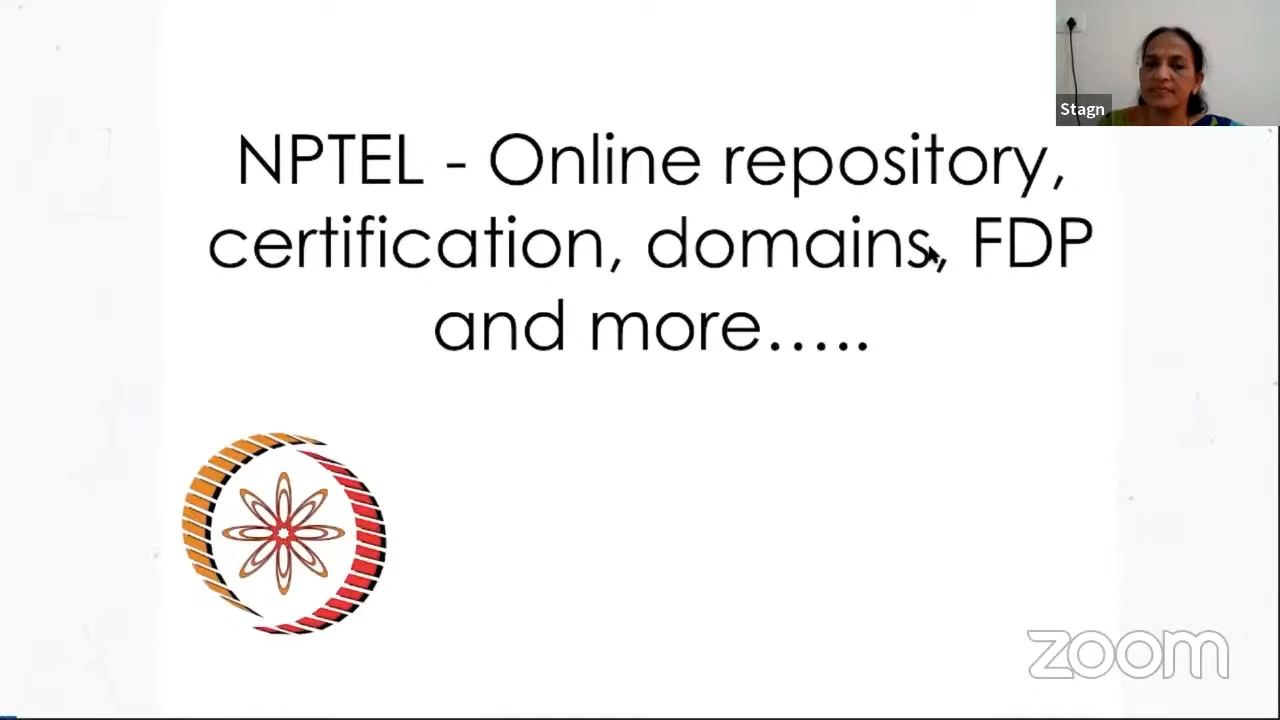 Stagn
NPTEL - Online repository,
certification, domains, FDP
and more.....
zoom